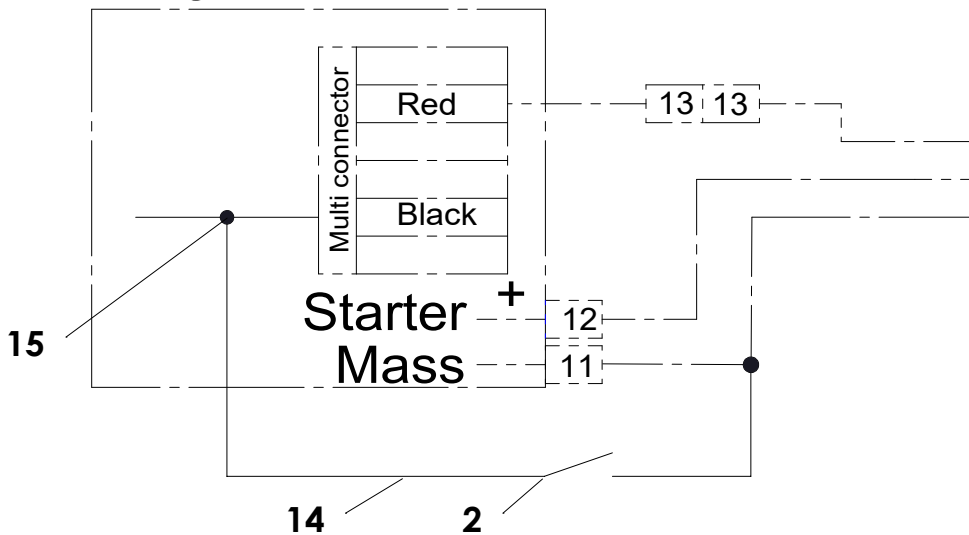 Multi connector
Red
13 13
Black
Starter +
12
Mass
11
15
14
2